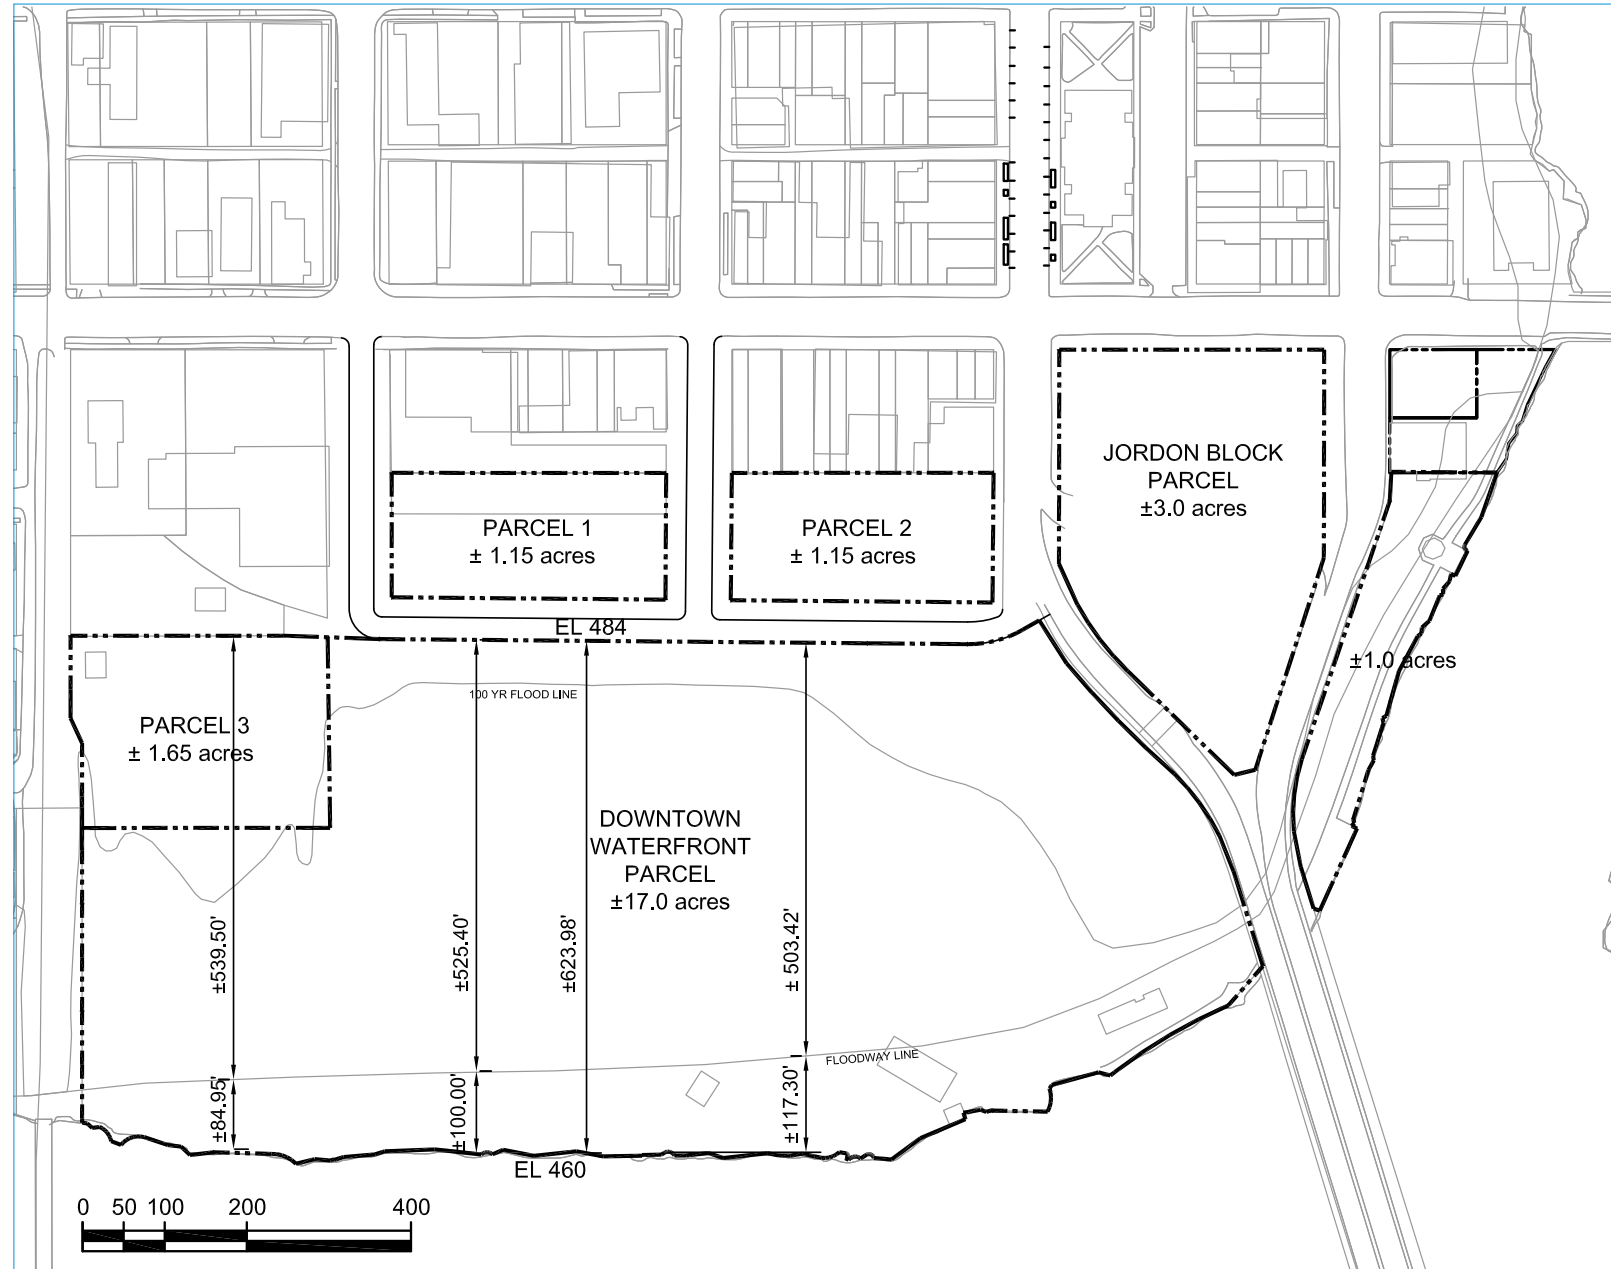 JORDON BLOCK
PARCEL
±3.0 acres
PARCEL 1
± 1.15 acres
PARCEL 2
± 1.15 acres
EL 484
±1.0 acres
100 YR FLOOD LINE
PARCEL 3
± 1.65 acres
DOWNTOWN
WATERFRONT
PARCEL
±17.0 acres
±539.50'
±525.40'
±623.98'
± 503.42'
FLOODWAY LINE
±84.95'
±100.00'
±117.30'
EL 460
0 50 100 200 400